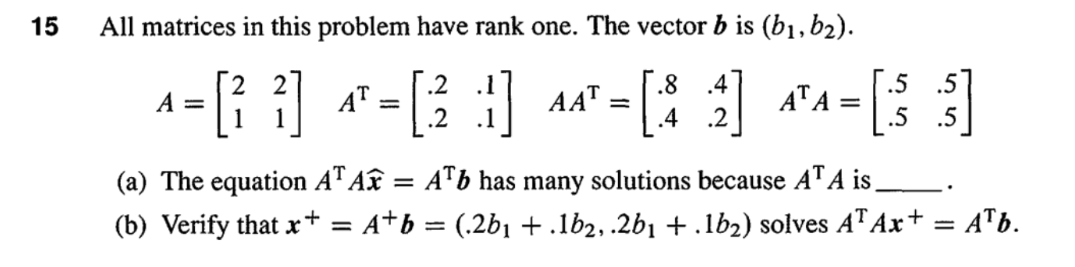 15 All matrices in this problem have rank one. The vector b is (b₁, b₂).
A = [2 2; 1 1] Aᵀ = [.2 .1; .2 .1] AAᵀ = [.8 .4; .4 .2] AᵀA = [.5 .5; .5 .5]
(a) The equation AᵀAx̂ = Aᵀb has many solutions because AᵀA is ____.
(b) Verify that x⁺ = A⁺b = (.2b₁ + .1b₂, .2b₁ + .1b₂) solves AᵀAx⁺ = Aᵀb.